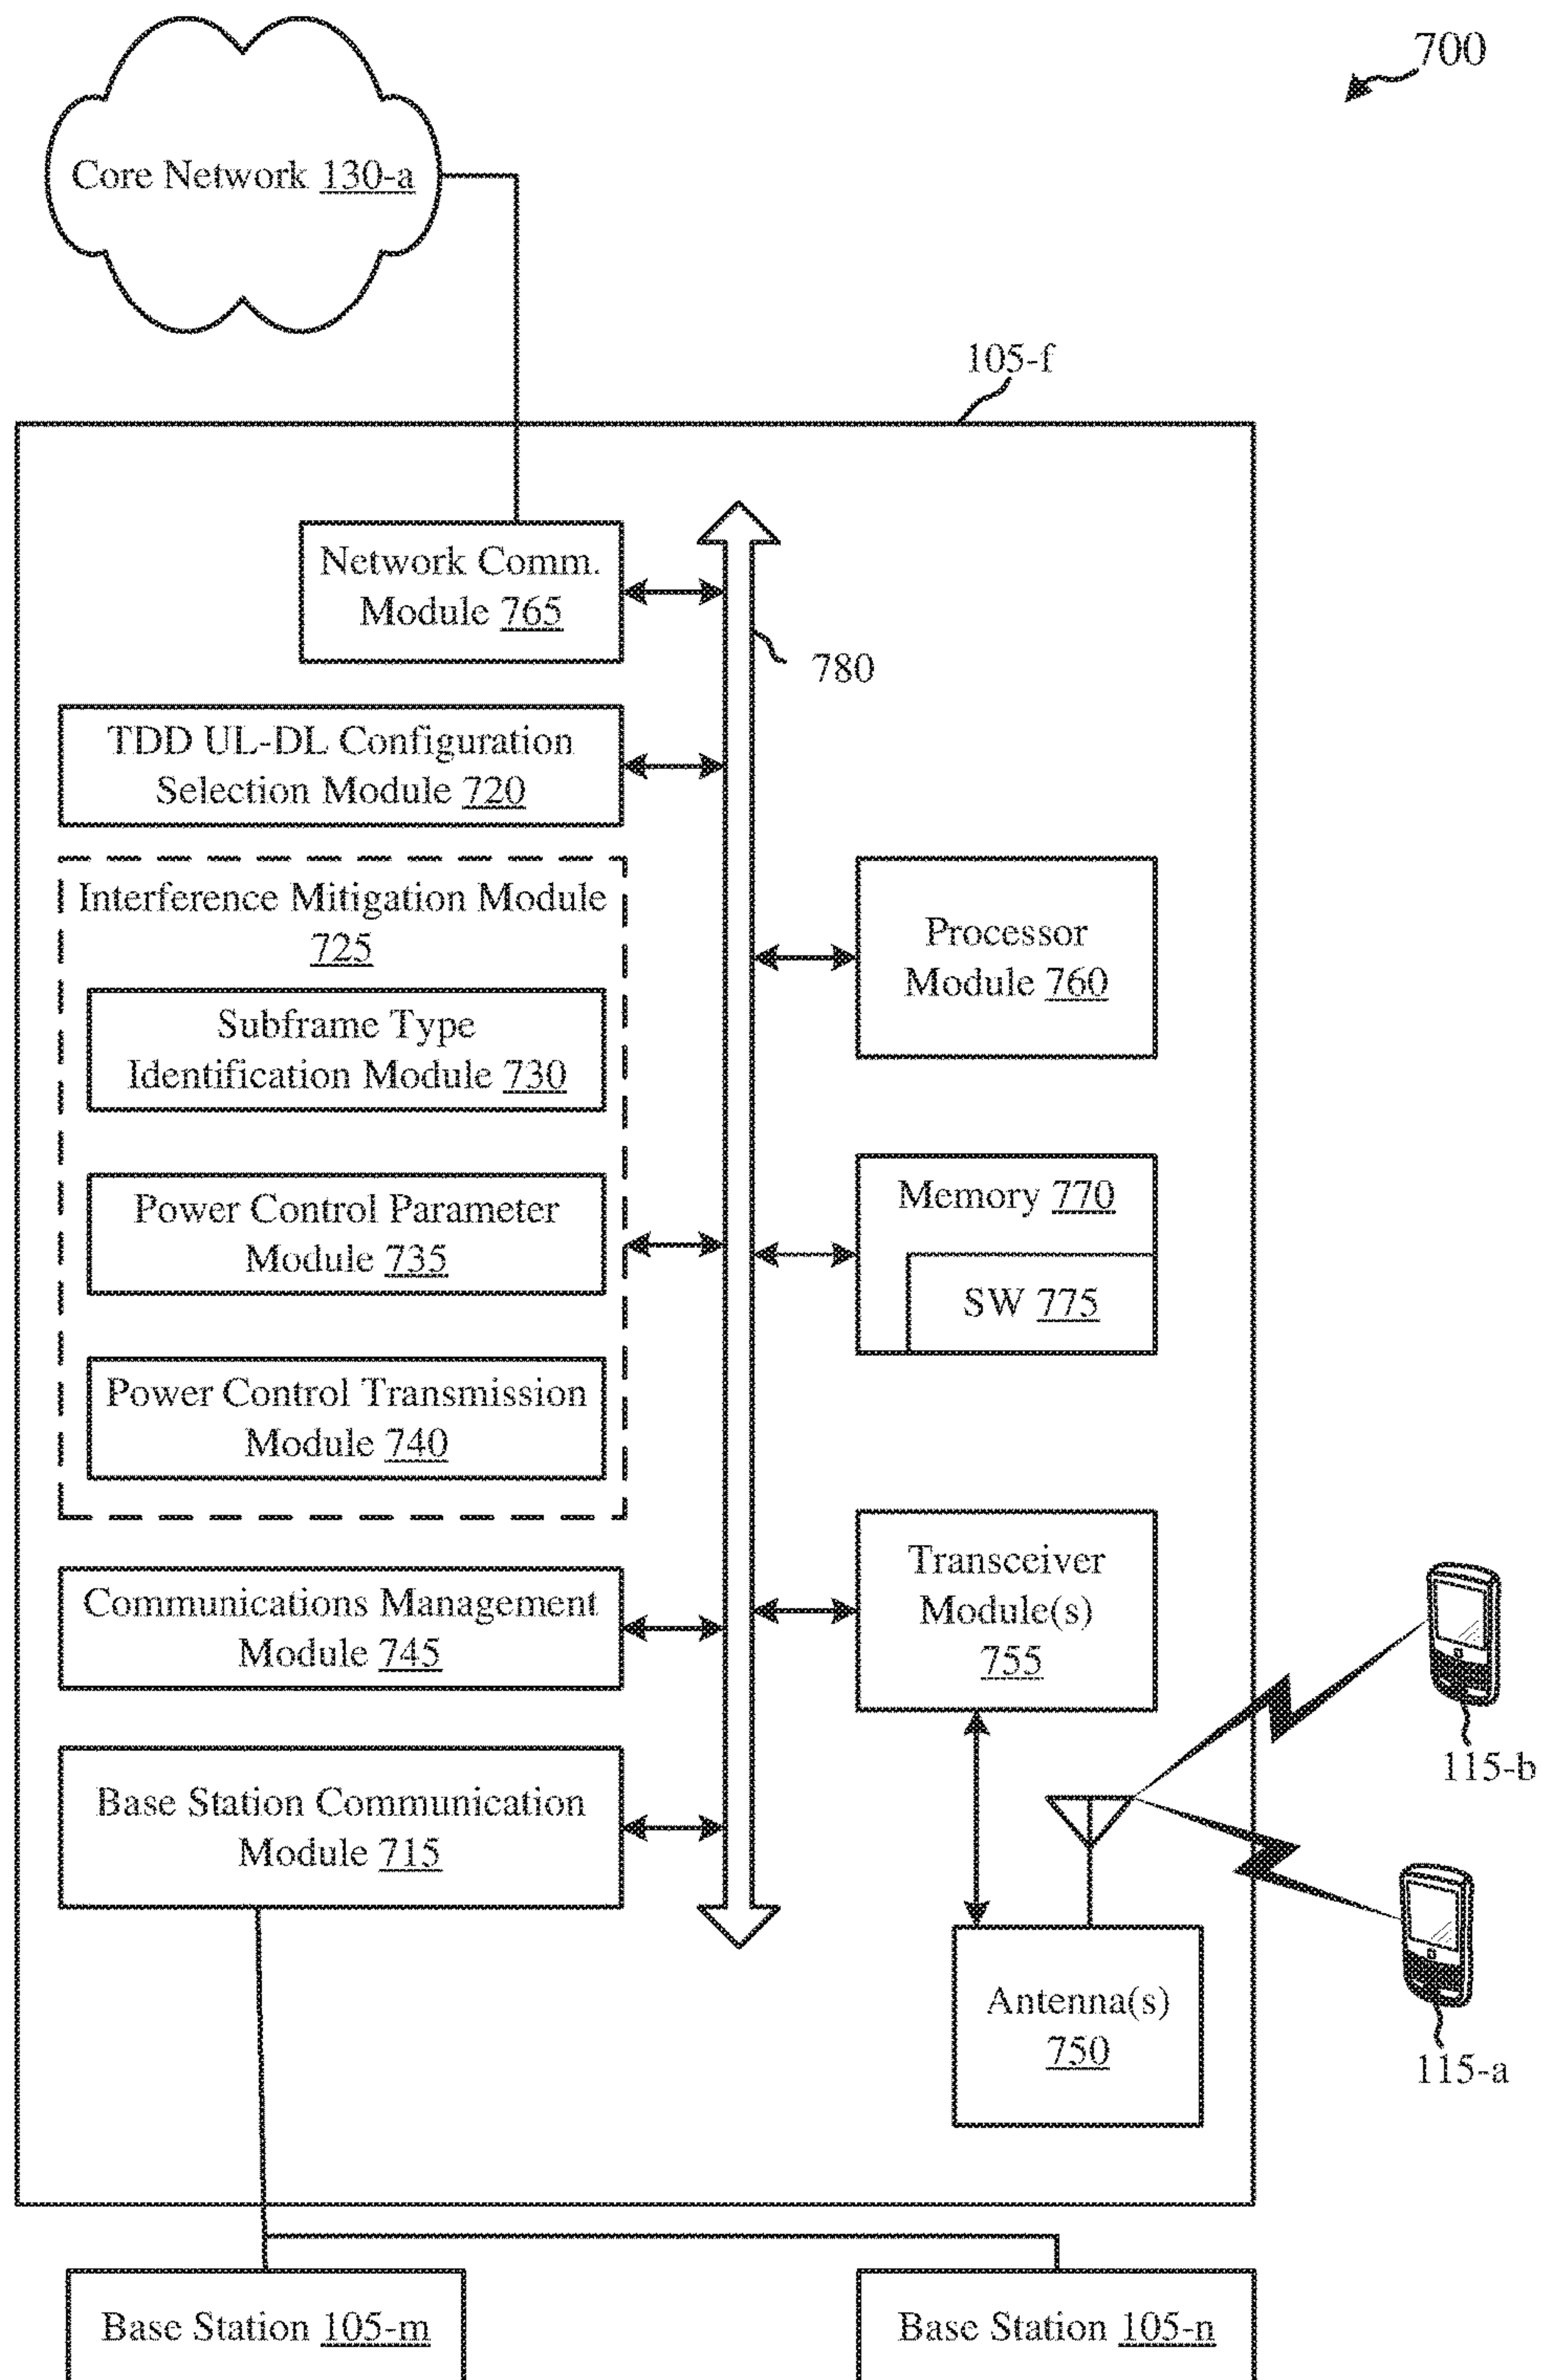 700
Core Network 130-a
105-f
Network Comm.
Module 765
780
TDD UL-DL Configuration
Selection Module 720
Interference Mitigation Module
725
Subframe Type
Identification Module 730
Power Control Parameter
Module 735
Power Control Transmission
Module 740
Communications Management
Module 745
Base Station Communication
Module 715
Processor
Module 760
Memory 770
SW 775
Transceiver
Module(s)
755
Antenna(s)
750
115-b
115-a
Base Station 105-m
Base Station 105-n